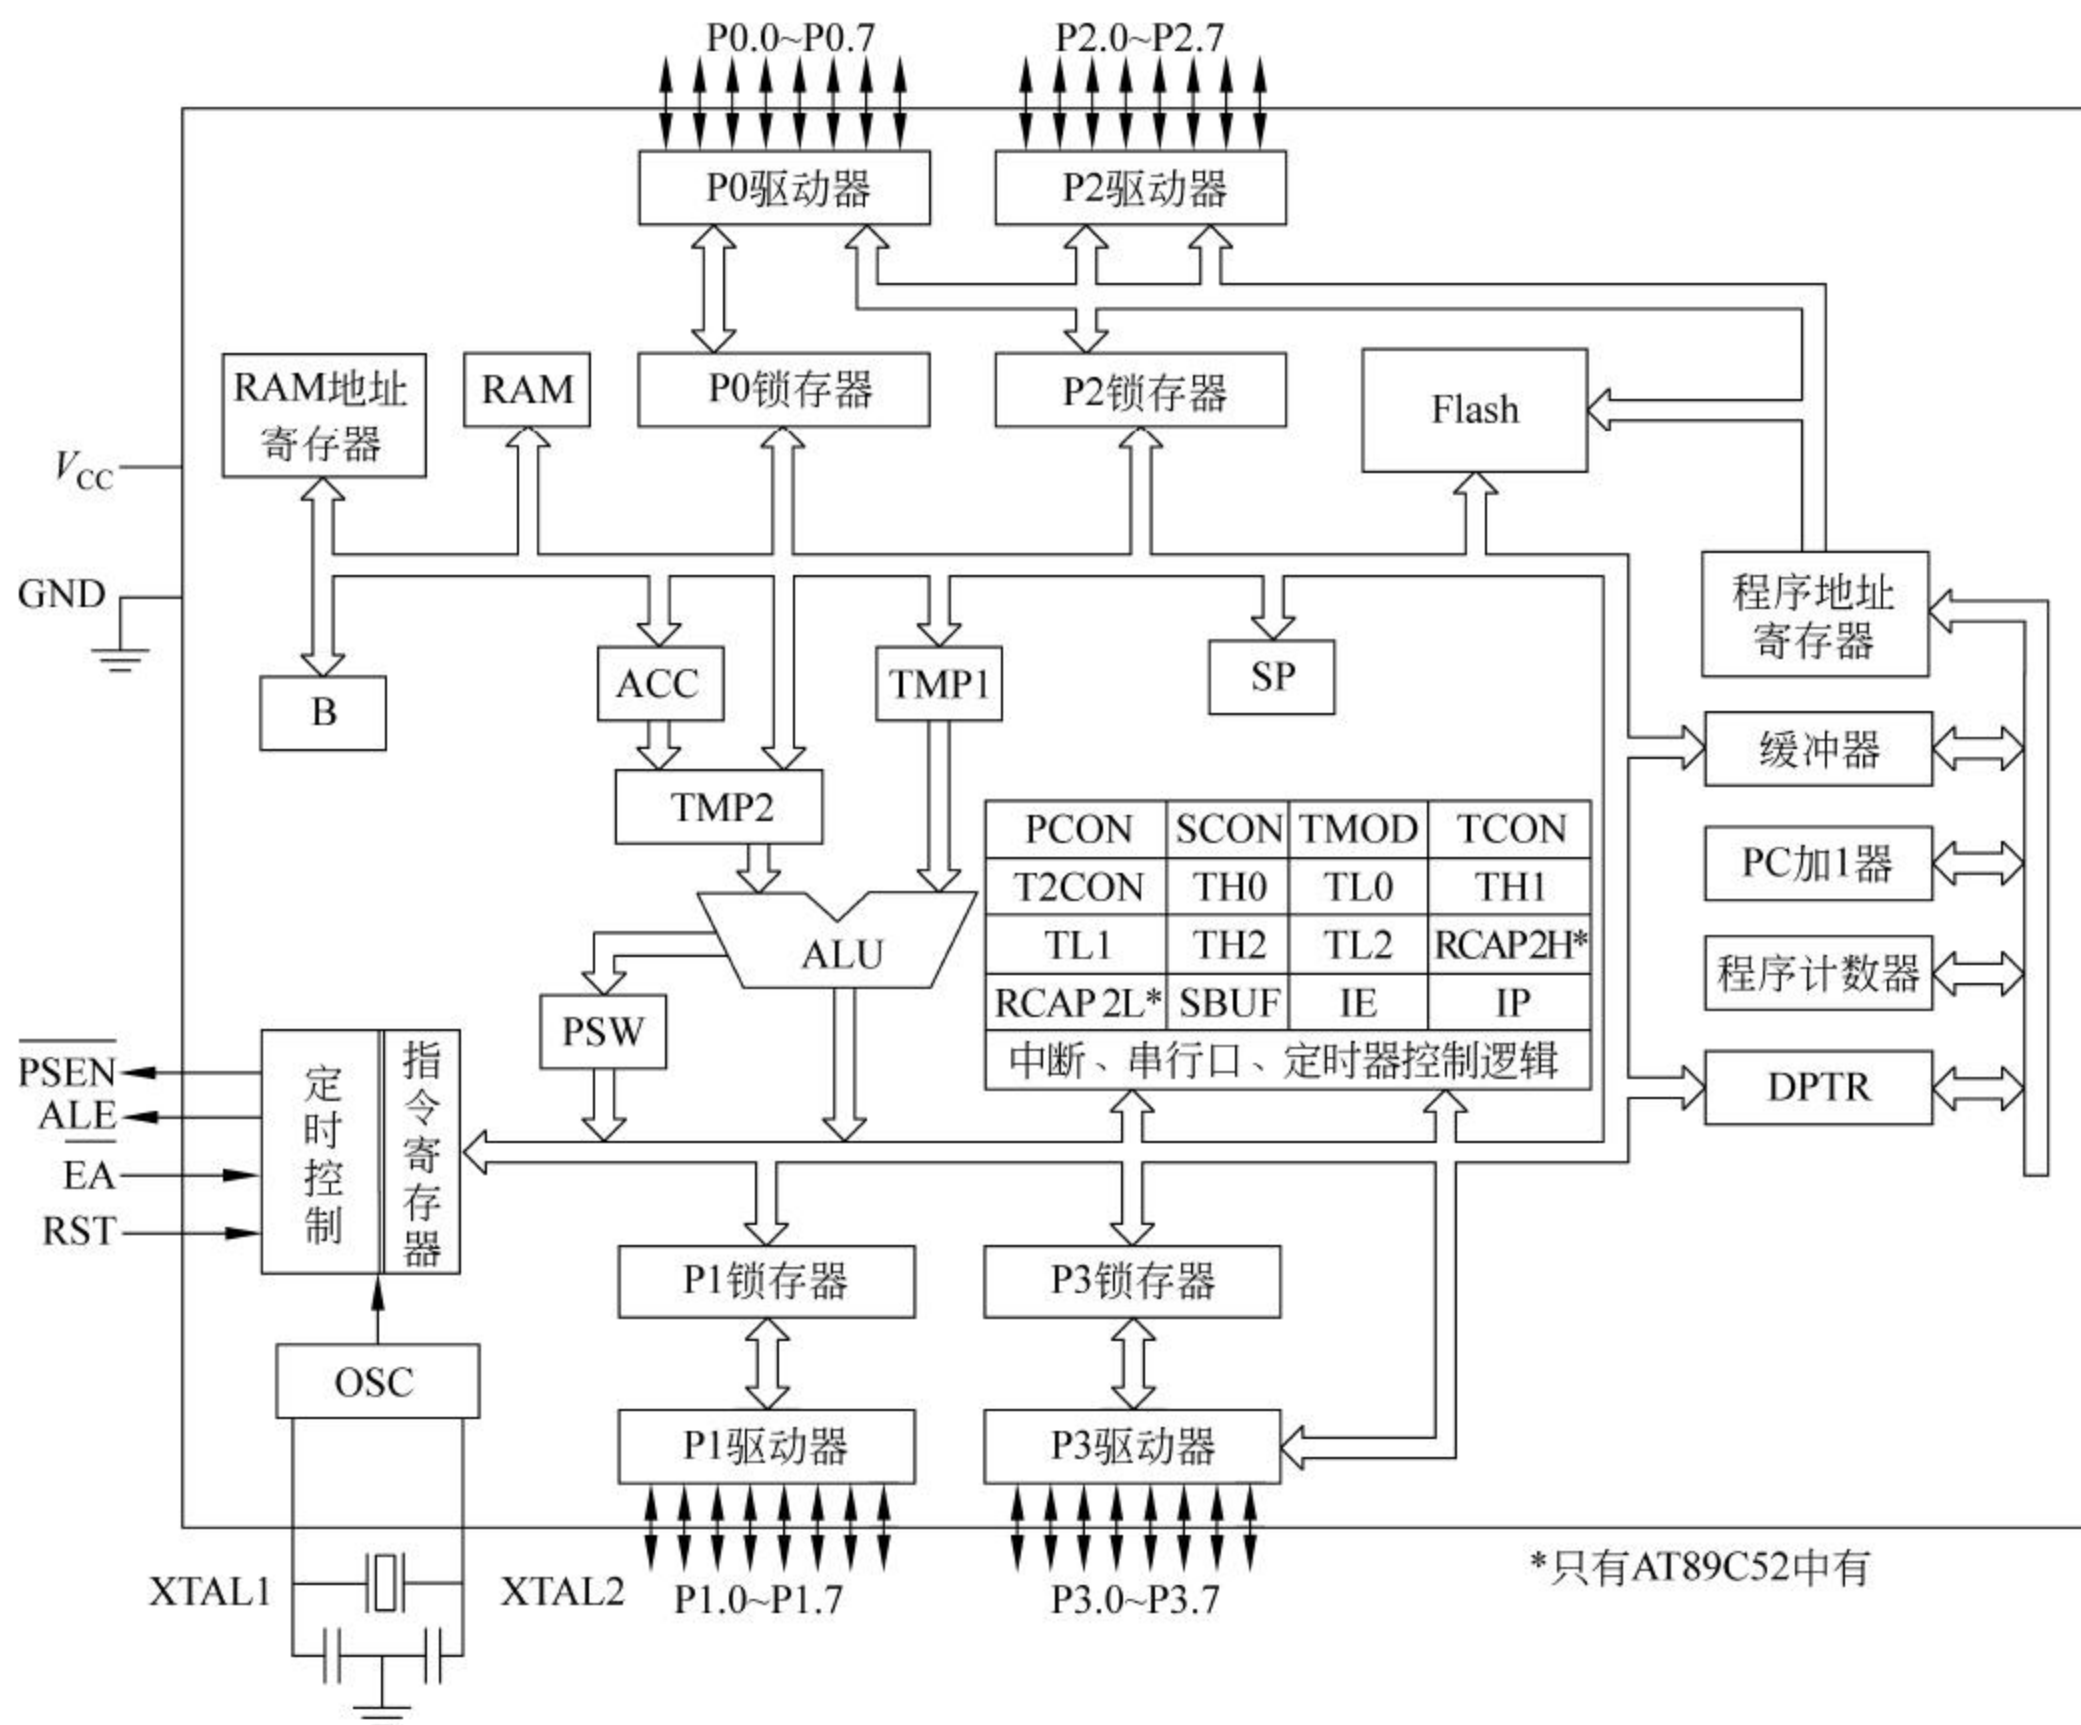 P0.0~P0.7
P2.0~P2.7
P0驱动器
P2驱动器
RAM地址
寄存器
RAM
P0锁存器
P2锁存器
Flash
VCC
GND
程序地址
寄存器
B
ACC
TMP1
SP
缓冲器
TMP2
PCON SCON TMOD TCON
T2CON TH0 TL0 TH1
TL1 TH2 TL2 RCAP2H*
RCAP2L* SBUF IE IP
中断、串行口、定时器控制逻辑
PC加1器
程序计数器
DPTR
ALU
PSW
PSEN
ALE
EA
RST
定时控制
指令寄存器
P1锁存器
P3锁存器
OSC
P1驱动器
P3驱动器
XTAL1
XTAL2
P1.0~P1.7
P3.0~P3.7
*只有AT89C52中有